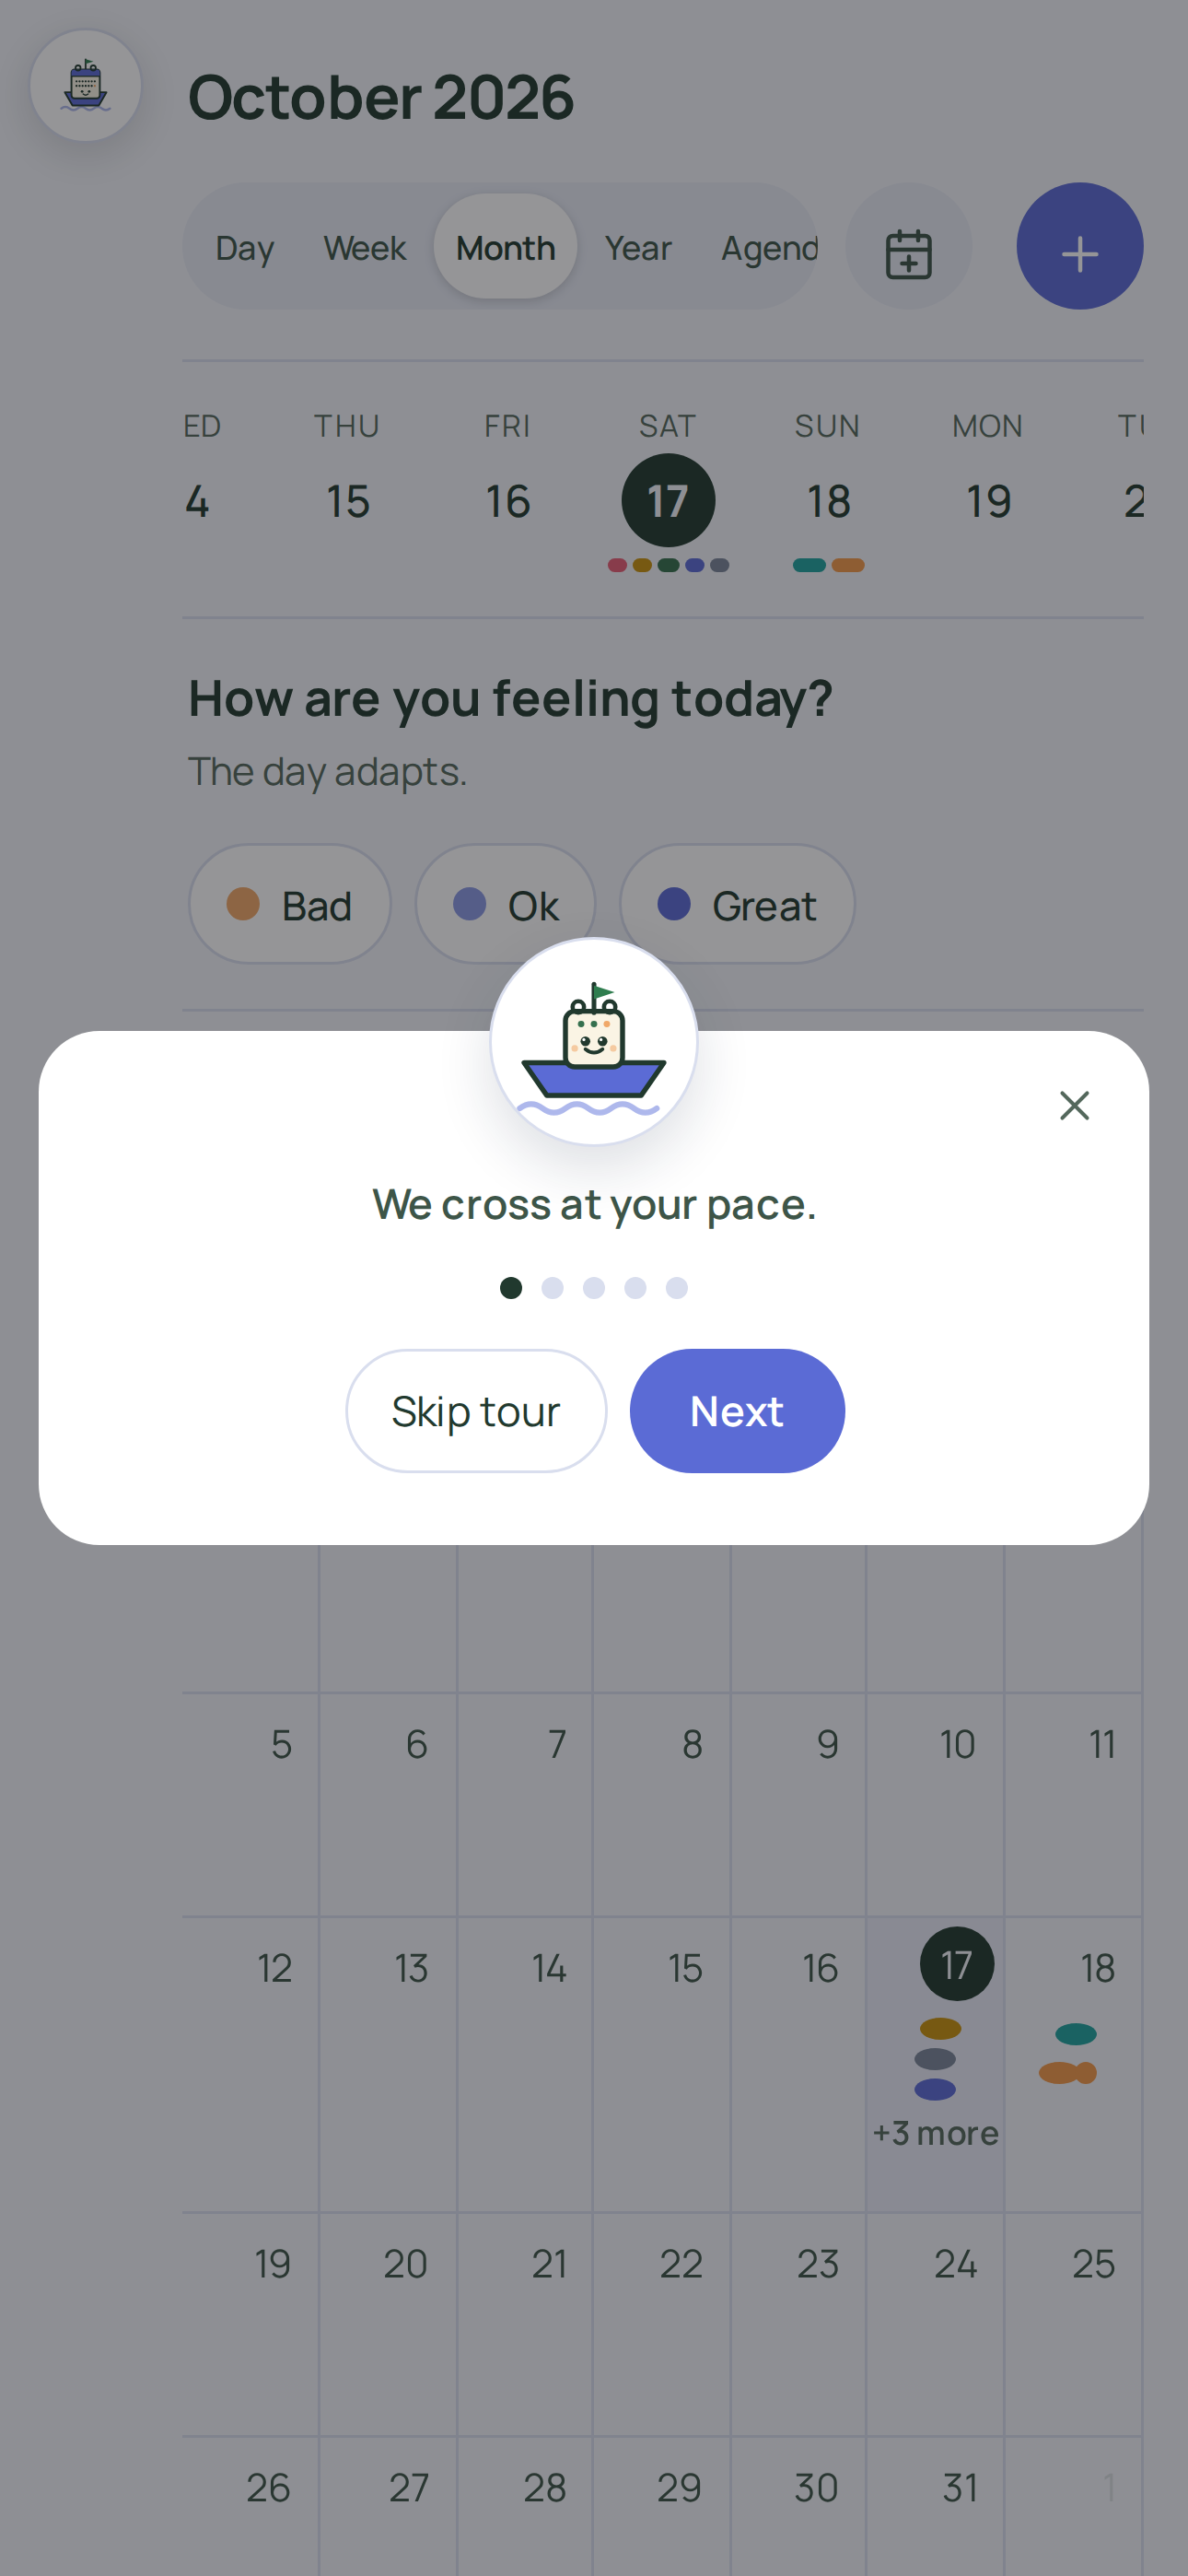 October 2026
Day Week Month Year Agend
ED THU FRI SAT SUN MON TU
4 15 16 17 18 19 2
How are you feeling today?
The day adapts.
Bad Ok Great
We cross at your pace.
Skip tour Next
5 6 7 8 9 10 11
12 13 14 15 16 17 18
+3 more
19 20 21 22 23 24 25
26 27 28 29 30 31 1